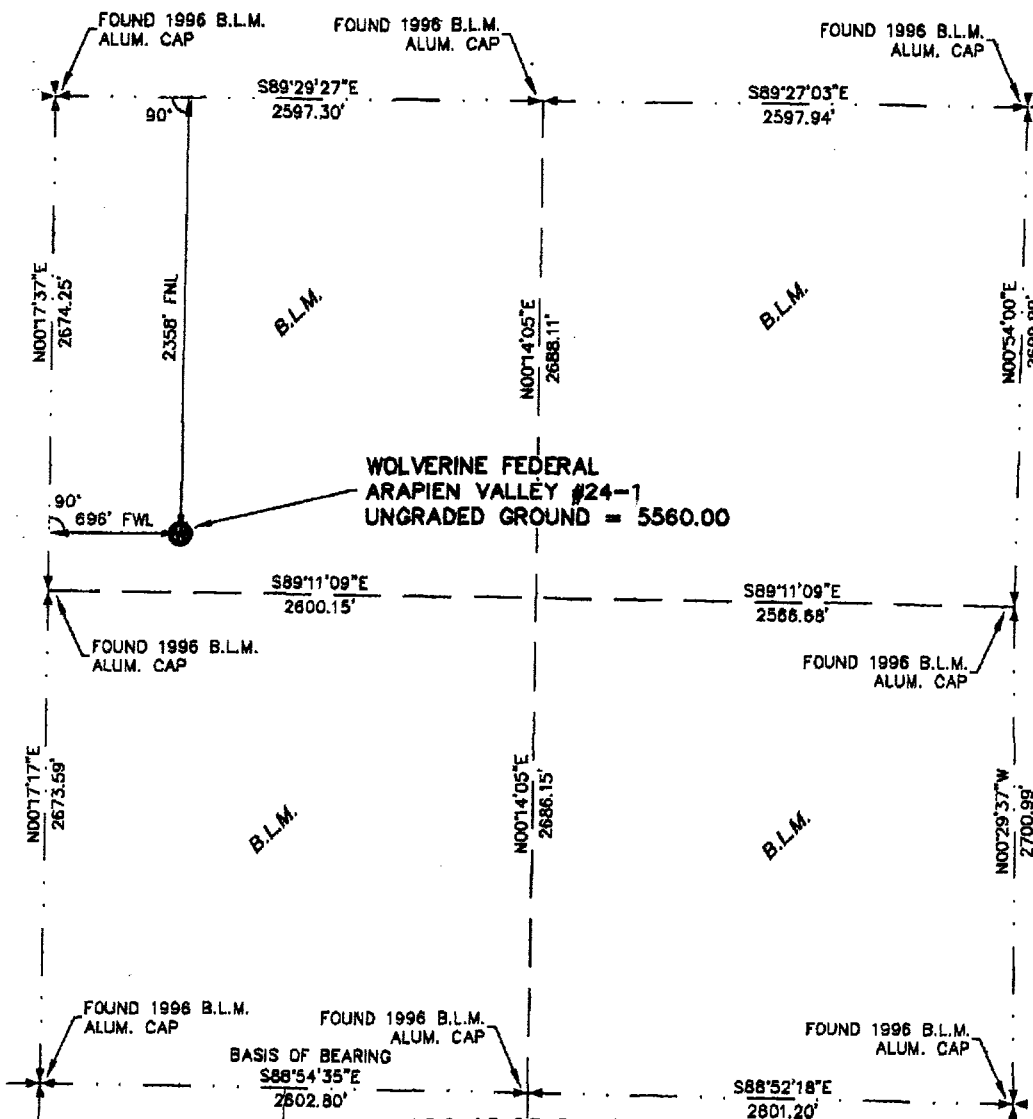 FOUND 1996 B.L.M.
ALUM. CAP
FOUND 1996 B.L.M.
ALUM. CAP
FOUND 1996 B.L.M.
ALUM. CAP
S89°29'27"E
2597.30'
S89°27'03"E
2597.94'
90°
N00°17'37"E
2674.25'
2358' FNL
B.L.M.
N00°14'05"E
2688.11'
B.L.M.
N00°54'00"E
WOLVERINE FEDERAL
ARAPIEN VALLEY #24-1
UNGRADED GROUND = 5560.00
90°
696' FWL
S89°11'09"E
2600.15'
S89°11'09"E
2566.68'
FOUND 1996 B.L.M.
ALUM. CAP
FOUND 1996 B.L.M.
ALUM. CAP
N00°17'17"E
2673.59'
B.L.M.
N00°14'05"E
2686.15'
B.L.M.
N00°29'37"W
2700.99'
FOUND 1996 B.L.M.
ALUM. CAP
FOUND 1996 B.L.M.
ALUM. CAP
FOUND 1996 B.L.M.
ALUM. CAP
BASIS OF BEARING
S88°54'35"E
2602.80'
S88°52'18"E
2801.20'